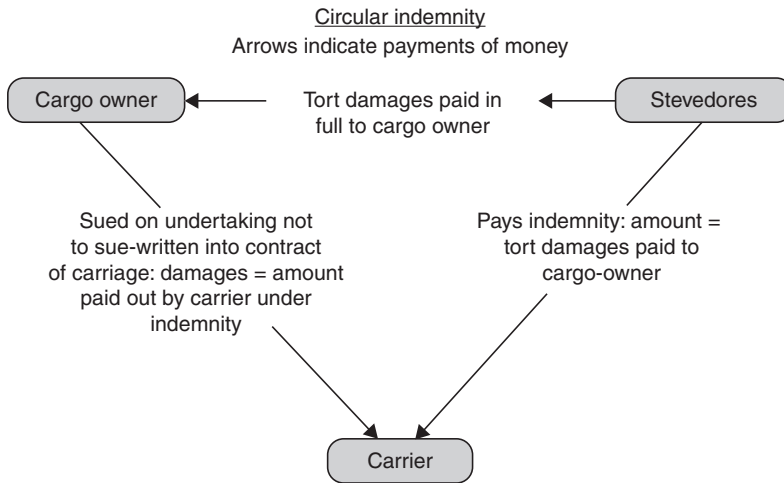 Circular indemnity
Arrows indicate payments of money
Cargo owner
Tort damages paid in
full to cargo owner
Stevedores
Sued on undertaking not
to sue-written into contract
of carriage: damages = amount
paid out by carrier under
indemnity
Pays indemnity: amount =
tort damages paid to
cargo-owner
Carrier